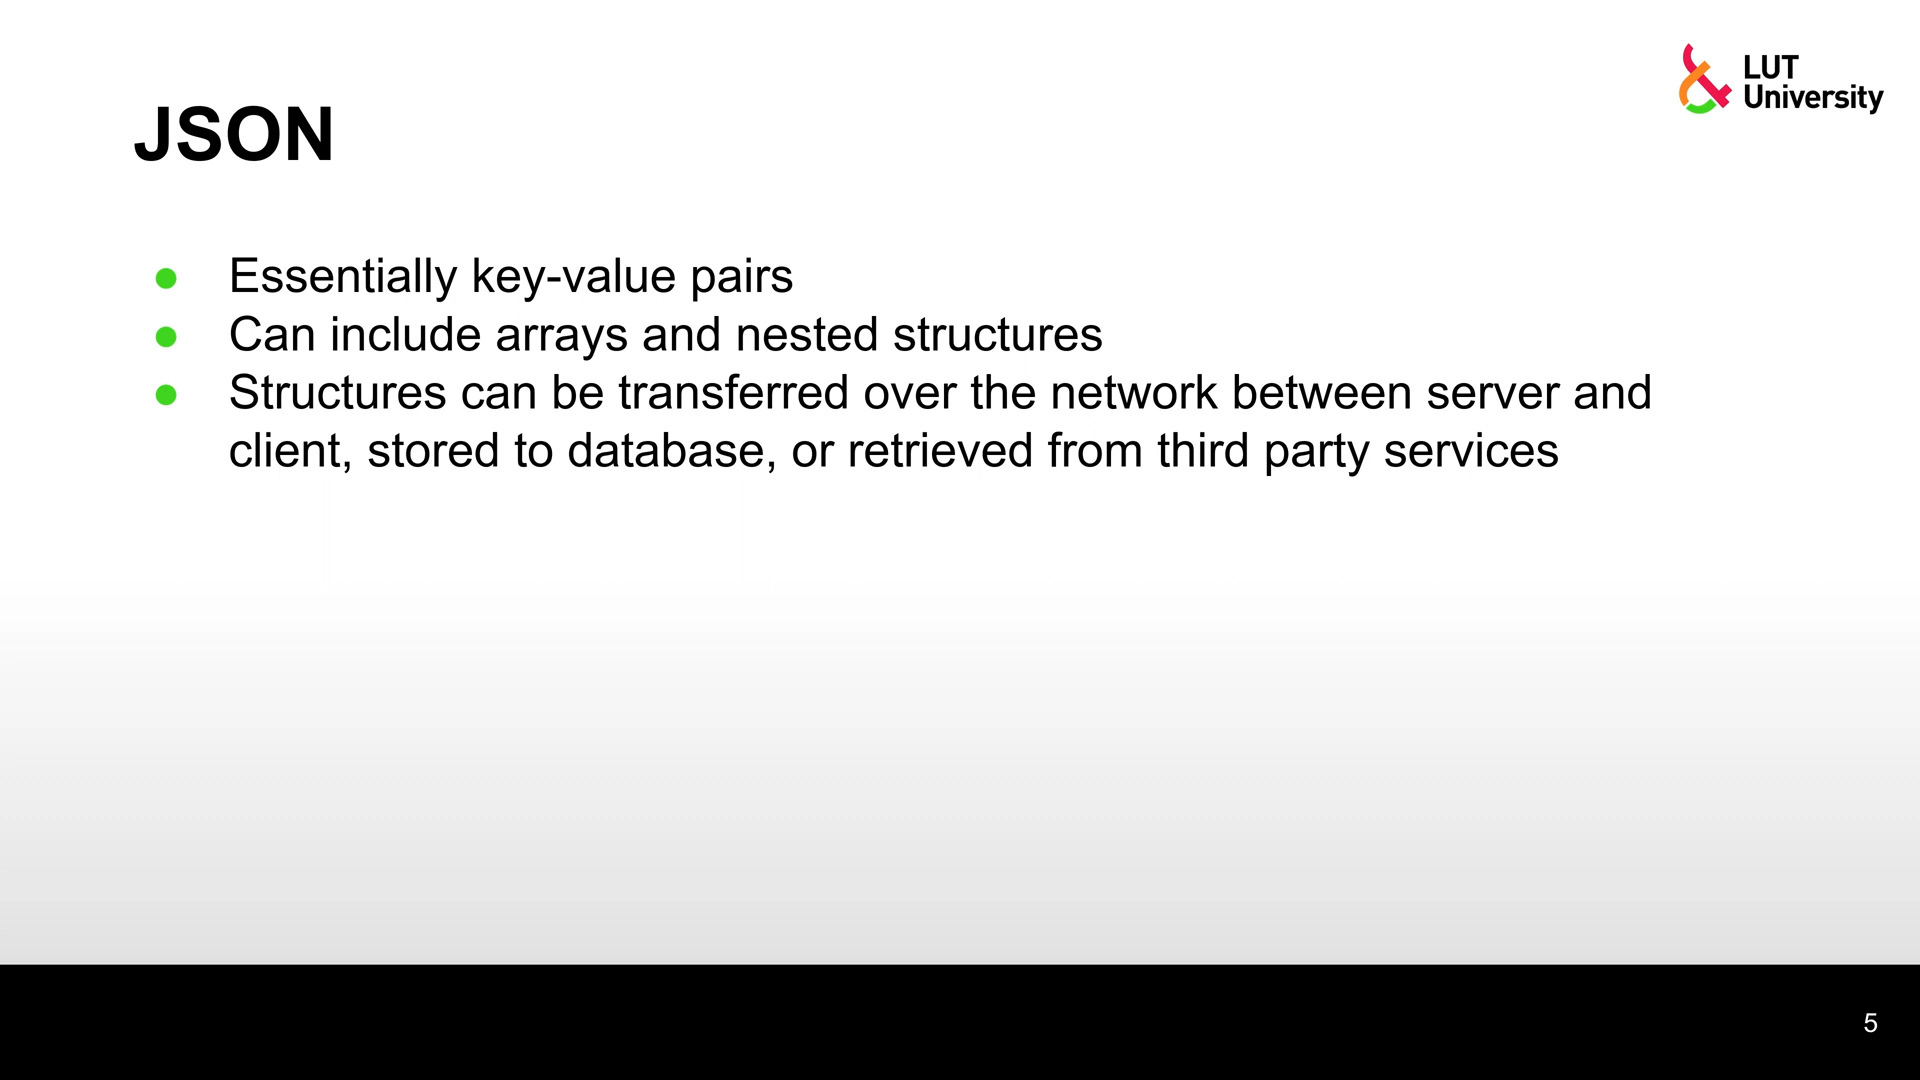 LUT
University
JSON
● Essentially key-value pairs
● Can include arrays and nested structures
● Structures can be transferred over the network between server and
client, stored to database, or retrieved from third party services
5